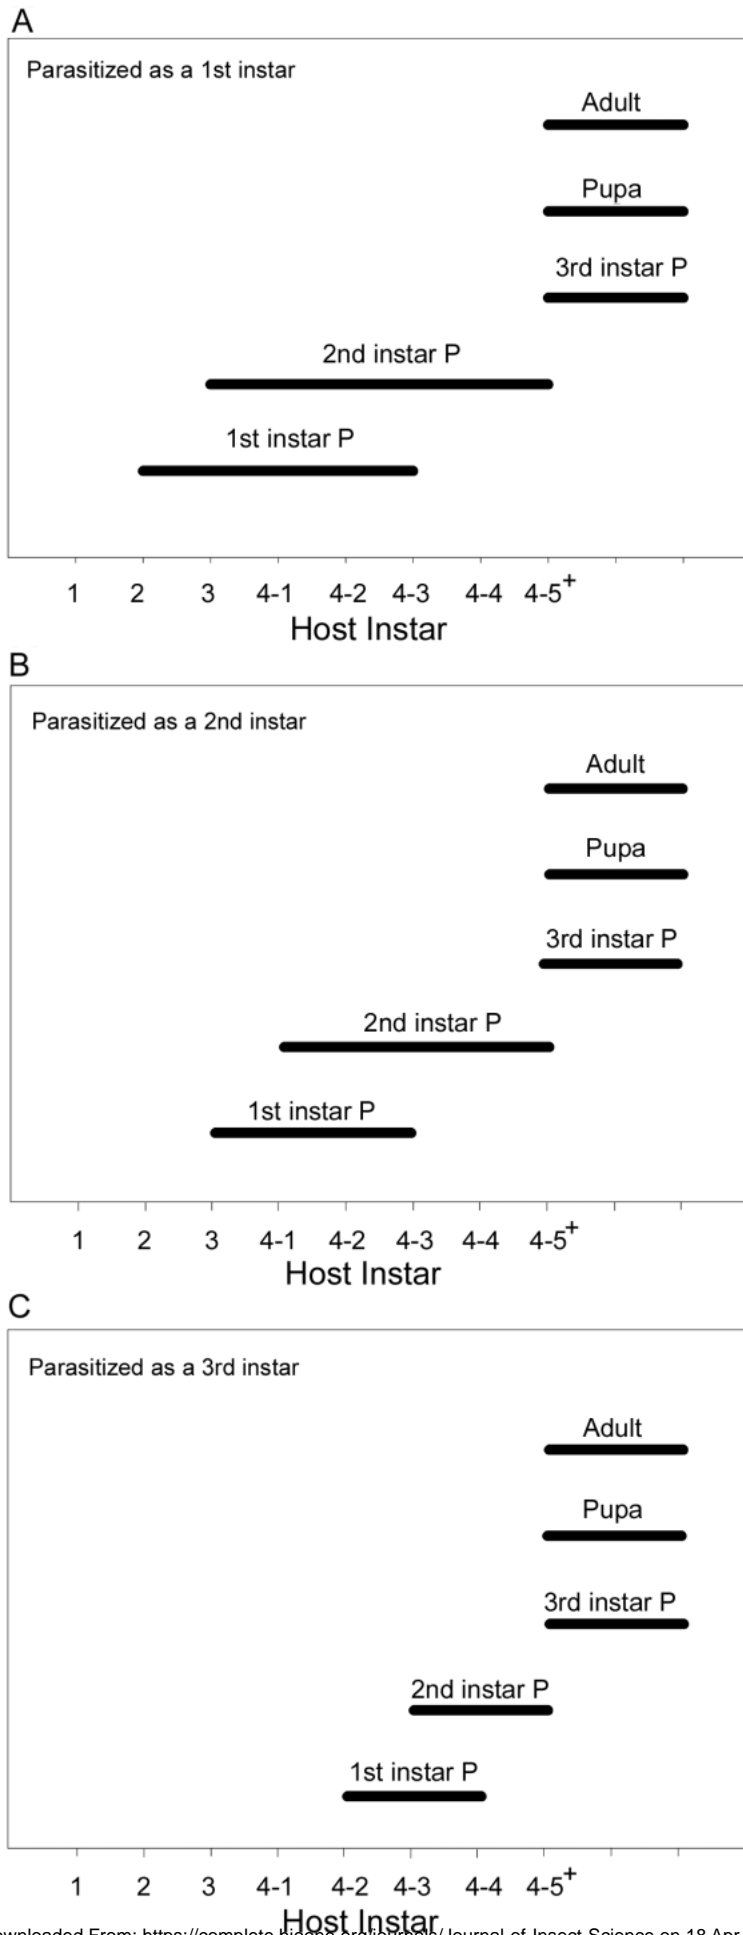 A
Parasitized as a 1st instar
Adult
Pupa
3rd instar P
2nd instar P
1st instar P
1 2 3 4-1 4-2 4-3 4-4 4-5+
Host Instar
B
Parasitized as a 2nd instar
Adult
Pupa
3rd instar P
2nd instar P
1st instar P
1 2 3 4-1 4-2 4-3 4-4 4-5+
Host Instar
C
Parasitized as a 3rd instar
Adult
Pupa
3rd instar P
2nd instar P
1st instar P
1 2 3 4-1 4-2 4-3 4-4 4-5+
Host Instar
From: Journal-of-Insect-Science on 18 Apr